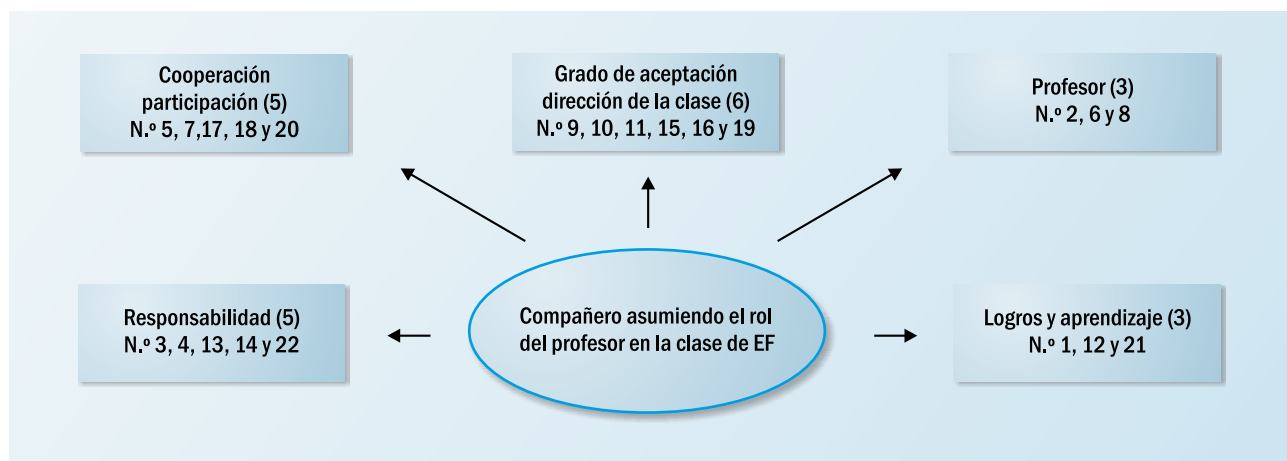 Cooperación
participación (5)
N.º 5, 7,17, 18 y 20
Grado de aceptación
dirección de la clase (6)
N.º 9, 10, 11, 15, 16 y 19
Profesor (3)
N.º 2, 6 y 8
Responsabilidad (5)
N.º 3, 4, 13, 14 y 22
Compañero asumiendo el rol
del profesor en la clase de EF
Logros y aprendizaje (3)
N.º 1, 12 y 21